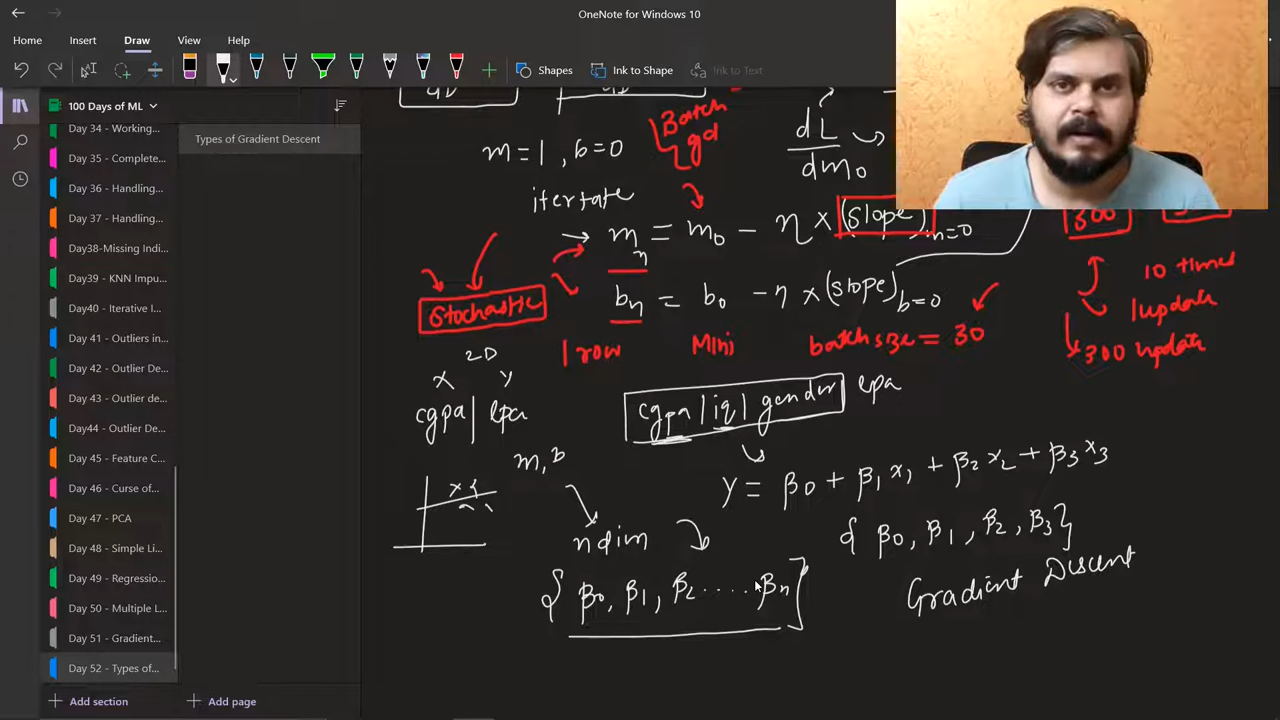 OneNote for Windows 10
Home Insert Draw View Help
Shapes Ink to Shape Ink to Text
100 Days of ML
Day 34 - Working...
Day 35 - Complete...
Day 36 - Handling...
Day 37 - Handling...
Day38-Missing Indi...
Day39 - KNN Impu...
Day40 - Iterative I...
Day 41 - Outliers in...
Day 42 - Outlier De...
Day 43 - Outlier de...
Day44 - Outlier De...
Day 45 - Feature C...
Day 46 - Curse of...
Day 47 - PCA
Day 48 - Simple Li...
Day 49 - Regressio...
Day 50 - Multiple L...
Day 51 - Gradient...
Day 52 - Types of...
Add section
Types of Gradient Descent
Add page
Batch
gd
m=1, b=0
dL
dm₀
itertate
mₙ = m₀ - η × (slope)
bₙ = b₀ - η × (slope) b=0
300
10 times
1 update
300 update
Stochastic
1 row Mini batch size = 30
2D
x y
cgpa | lpa
cgpa | iq | gender lpa
m, b
y = β₀ + β₁x₁ + β₂x₂ + β₃x₃
n dim
{ β₀, β₁, β₂, β₃ }
{ β₀, β₁, β₂ ..... βₙ }
Gradient Descent